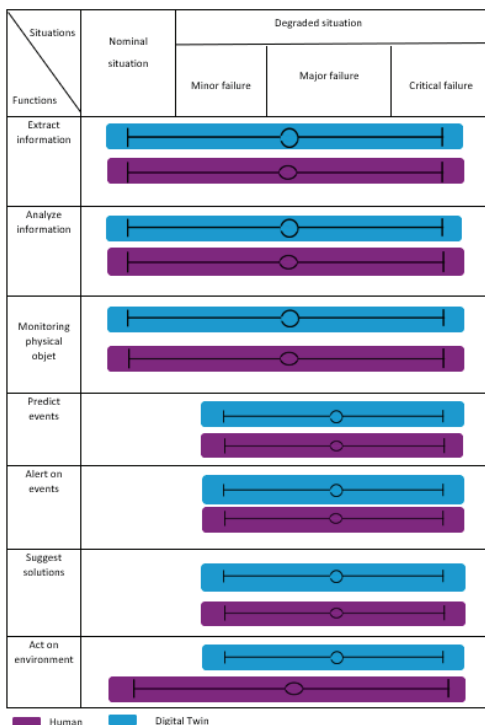 Situations
Functions
Nominal
situation
Degraded situation
Minor failure
Major failure
Critical failure
Extract
information
Analyze
information
Monitoring
physical
objet
Predict
events
Alert on
events
Suggest
solutions
Act on
environment
Human
Digital Twin